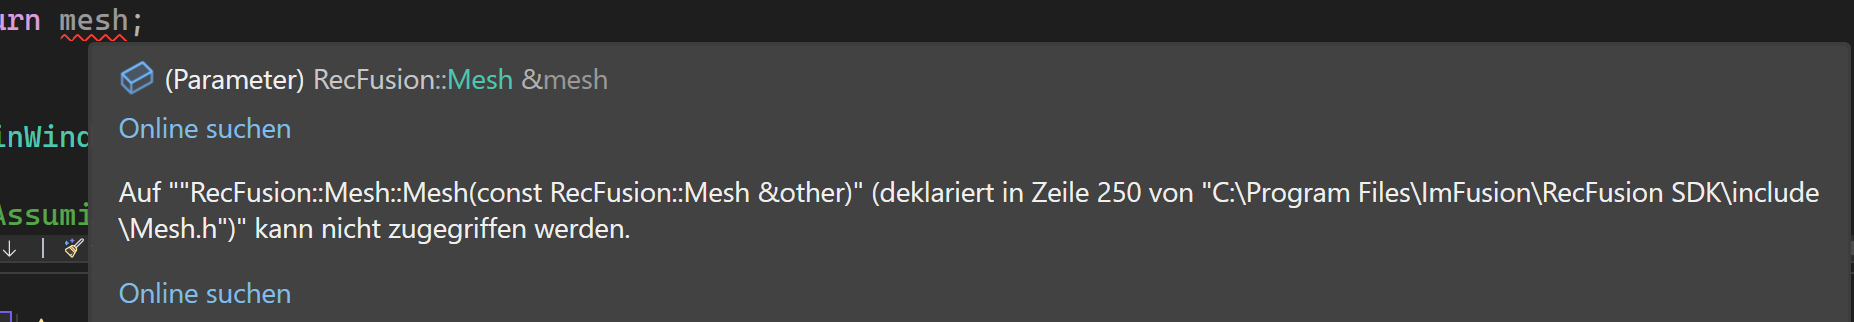 urn mesh;
(Parameter) RecFusion::Mesh &mesh
Online suchen
inWind
Auf ""RecFusion::Mesh::Mesh(const RecFusion::Mesh &other)" (deklariert in Zeile 250 von "C:\Program Files\ImFusion\RecFusion SDK\include
Assumi
\Mesh.h")" kann nicht zugegriffen werden.
Online suchen